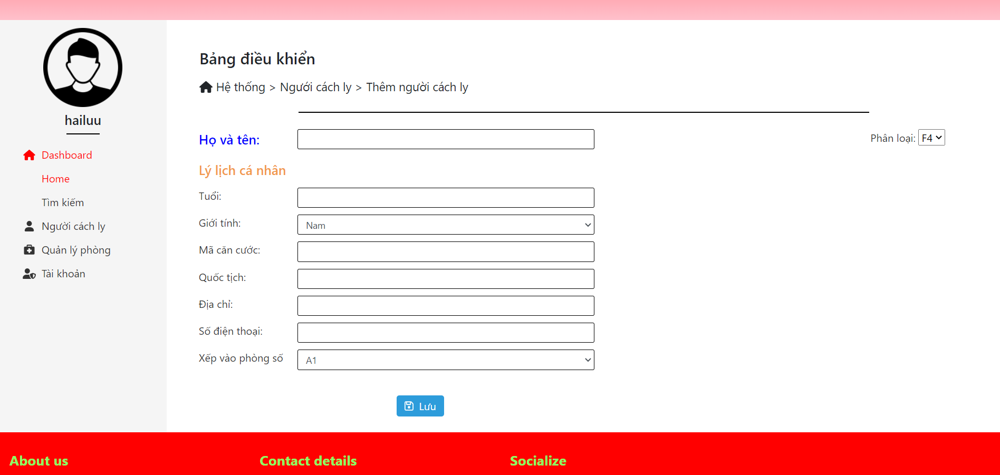 hailuu
Dashboard
Home
Tìm kiếm
Người cách ly
Quản lý phòng
Tài khoản
Bảng điều khiển
Hệ thống > Ngưới cách ly > Thêm người cách ly
Họ và tên:
Phân loại: F4
Lý lịch cá nhân
Tuổi:
Giới tính: Nam
Mã căn cước:
Quốc tịch:
Địa chỉ:
Số điện thoại:
Xếp vào phòng số A1
Lưu
About us
Contact details
Socialize